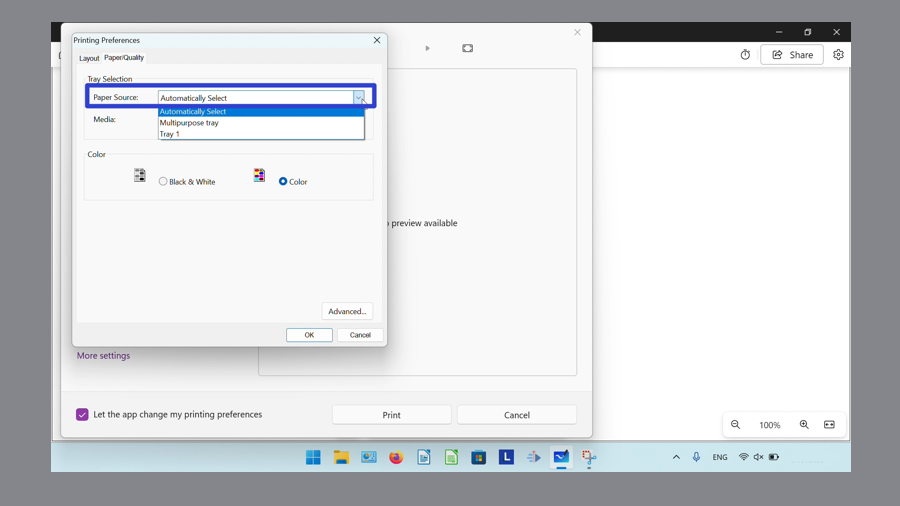 Printing Preferences
Layout Paper/Quality
Tray Selection
Paper Source: Automatically Select
Automatically Select
Media:
Multipurpose tray
Tray 1
Color
Black & White
Color
Advanced...
OK Cancel
Share
preview available
More settings
Let the app change my printing preferences
Print Cancel
100%
L
ENG